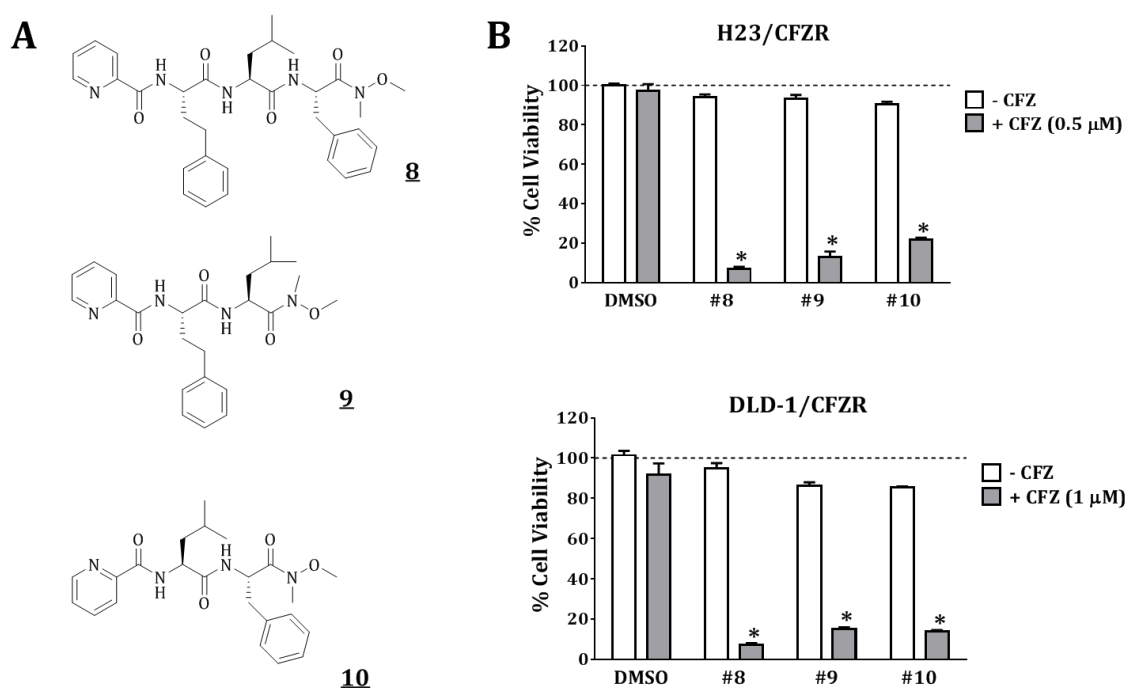 A
N
O
H
N
O
N
H
O
H
N
O
N
O
8
N
O
H
N
O
N
H
O
N
O
9
N
O
N
H
O
H
N
O
N
O
10
B
H23/CFZR
% Cell Viability
120
100
80
60
40
20
0
DMSO
#8
#9
#10
*
*
*
- CFZ
+ CFZ (0.5 µM)
DLD-1/CFZR
% Cell Viability
120
100
80
60
40
20
0
DMSO
#8
#9
#10
*
*
*
- CFZ
+ CFZ (1 µM)